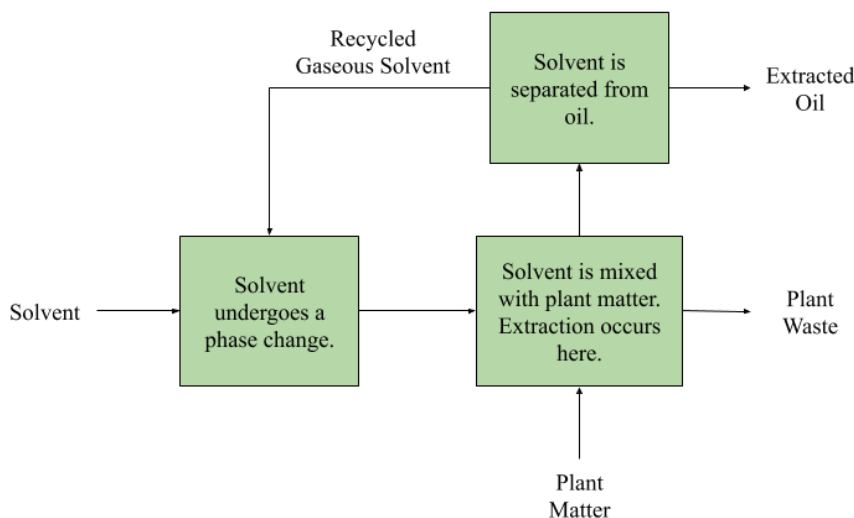 Recycled
Gaseous Solvent
Solvent is
separated from
oil.
Extracted
Oil
Solvent
Solvent
undergoes a
phase change.
Solvent is mixed
with plant matter.
Extraction occurs
here.
Plant
Waste
Plant
Matter